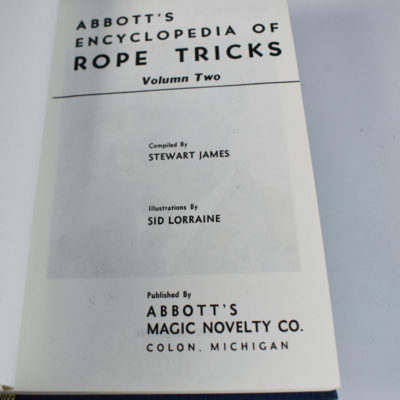 ABBOTT'S
ENCYCLOPEDIA OF
ROPE TRICKS
Volumn Two
Compiled By
STEWART JAMES
Illustrations By
SID LORRAINE
Published By
ABBOTT'S
MAGIC NOVELTY CO.
COLON, MICHIGAN